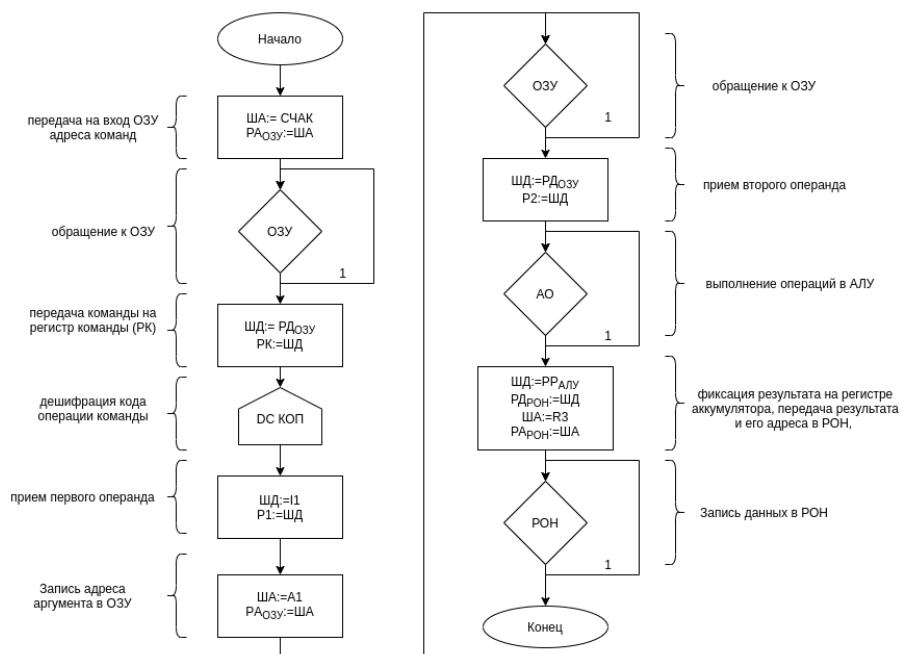 Начало
передача на вход ОЗУ
адреса команд
ША:= СЧАК
РАОЗУ:=ША
обращение к ОЗУ
ОЗУ
1
передача команды на
регистр команды (РК)
ШД:= РДОЗУ
РК:=ШД
дешифрация кода
операции команды
DC КОП
прием первого операнда
ШД:=I1
Р1:=ШД
Запись адреса
аргумента в ОЗУ
ША:=А1
РАОЗУ:=ША
ОЗУ
1
обращение к ОЗУ
ШД:=РДОЗУ
Р2:=ШД
прием второго операнда
АО
1
выполнение операций в АЛУ
ШД:=РРАЛУ
РДРОН:=ШД
ША:=R3
РАРОН:=ША
фиксация результата на регистре
аккумулятора, передача результата
и его адреса в РОН,
РОН
1
Запись данных в РОН
Конец